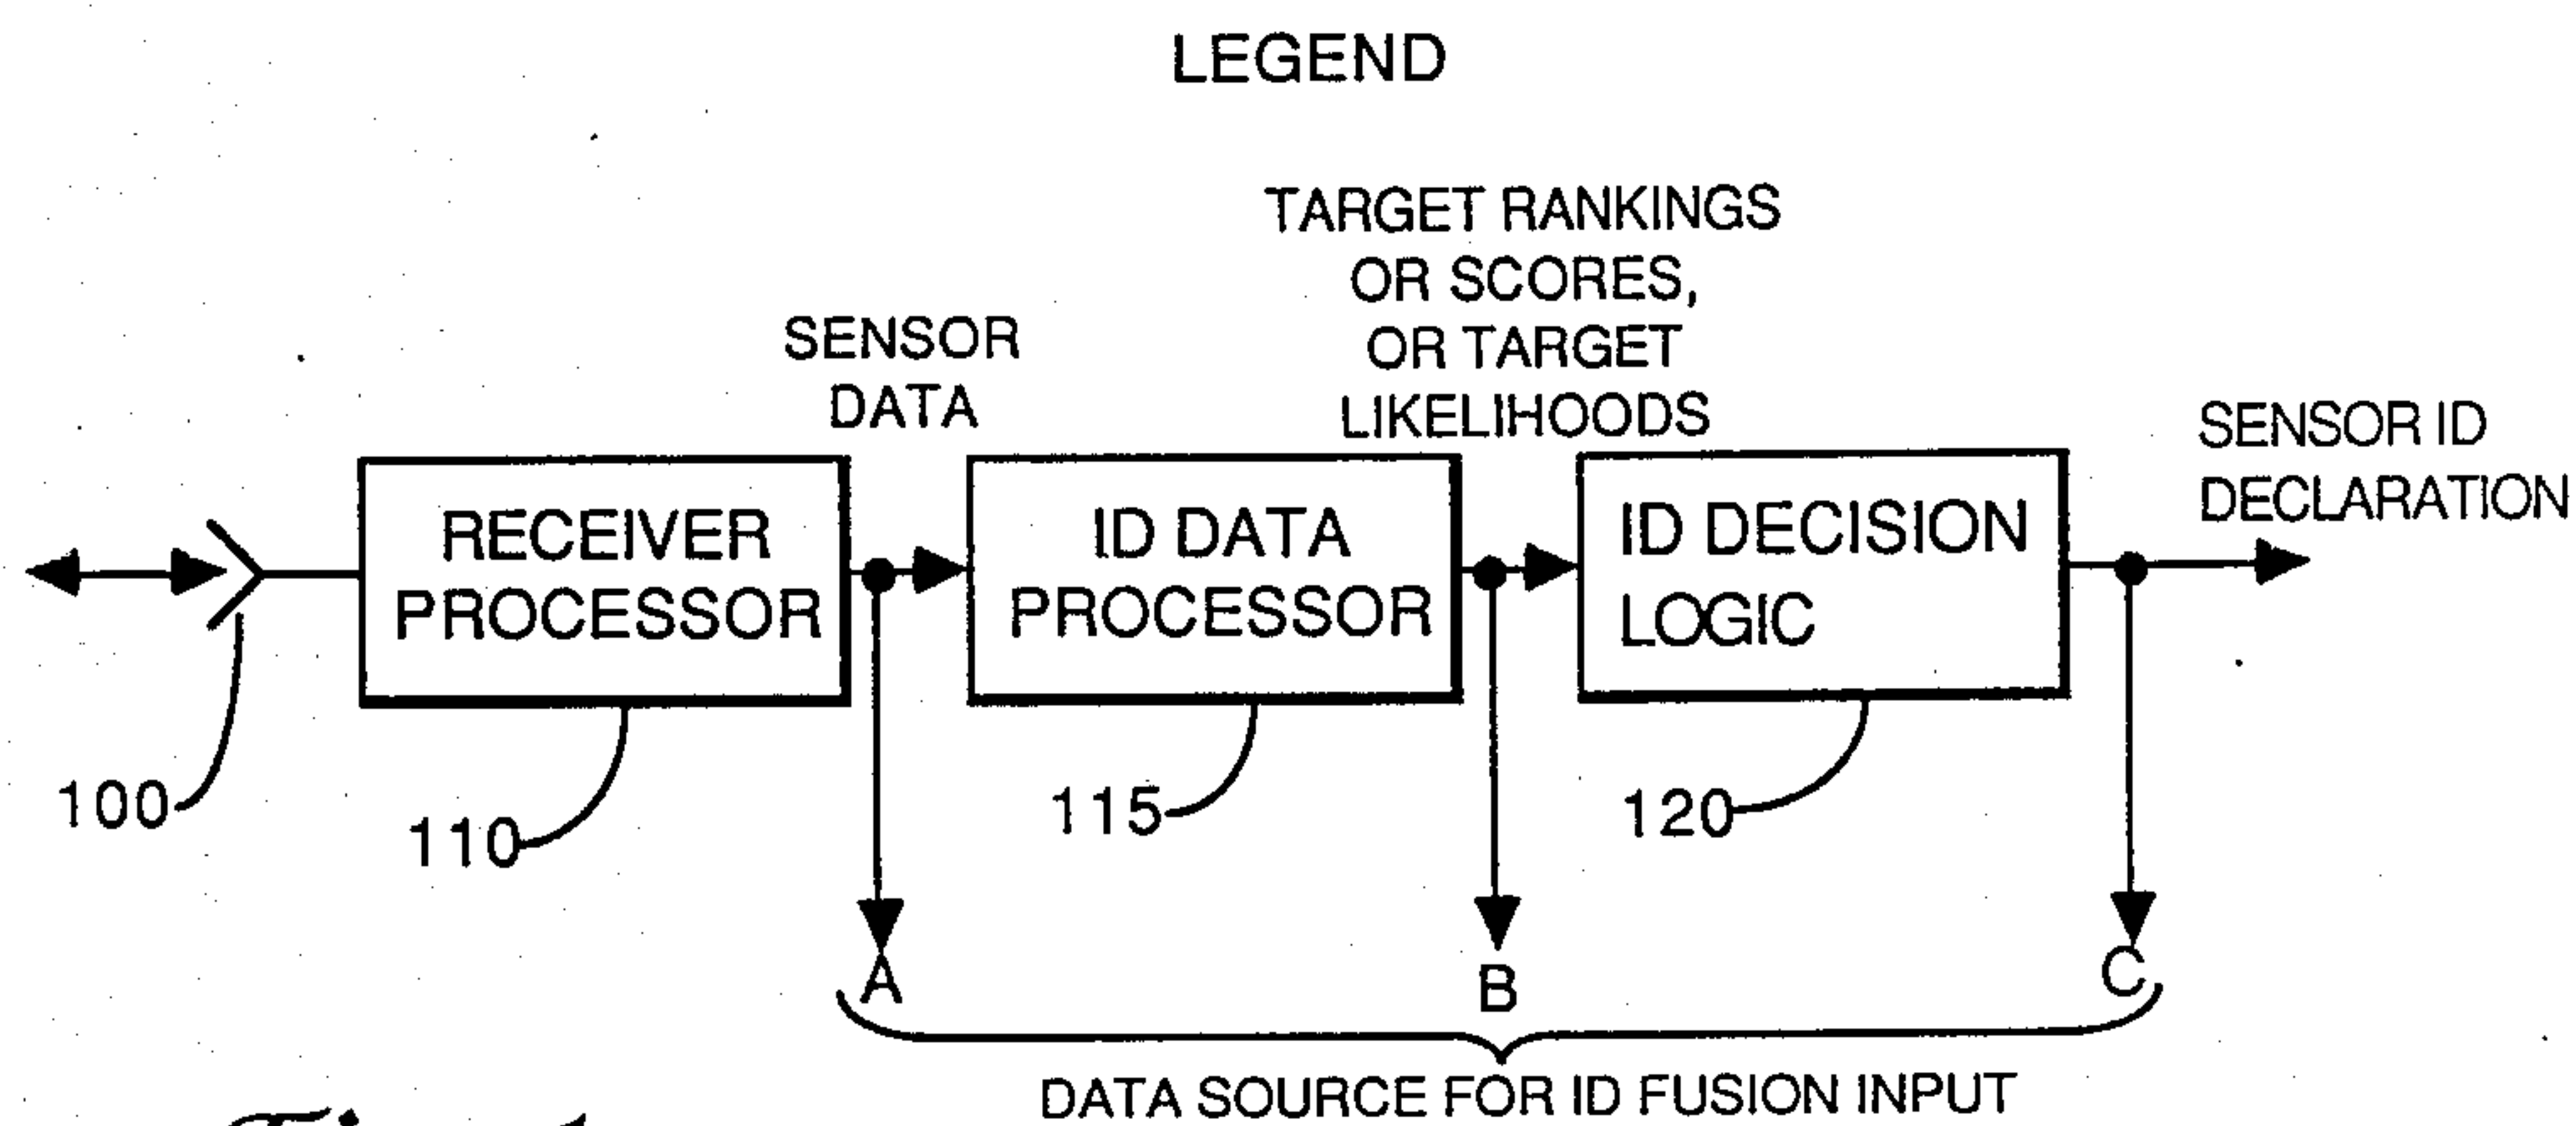 LEGEND
TARGET RANKINGS
OR SCORES,
OR TARGET
LIKELIHOODS
SENSOR
DATA
SENSOR ID
DECLARATION
RECEIVER
PROCESSOR
ID DATA
PROCESSOR
ID DECISION
LOGIC
100
110
115
120
A
B
C
DATA SOURCE FOR ID FUSION INPUT